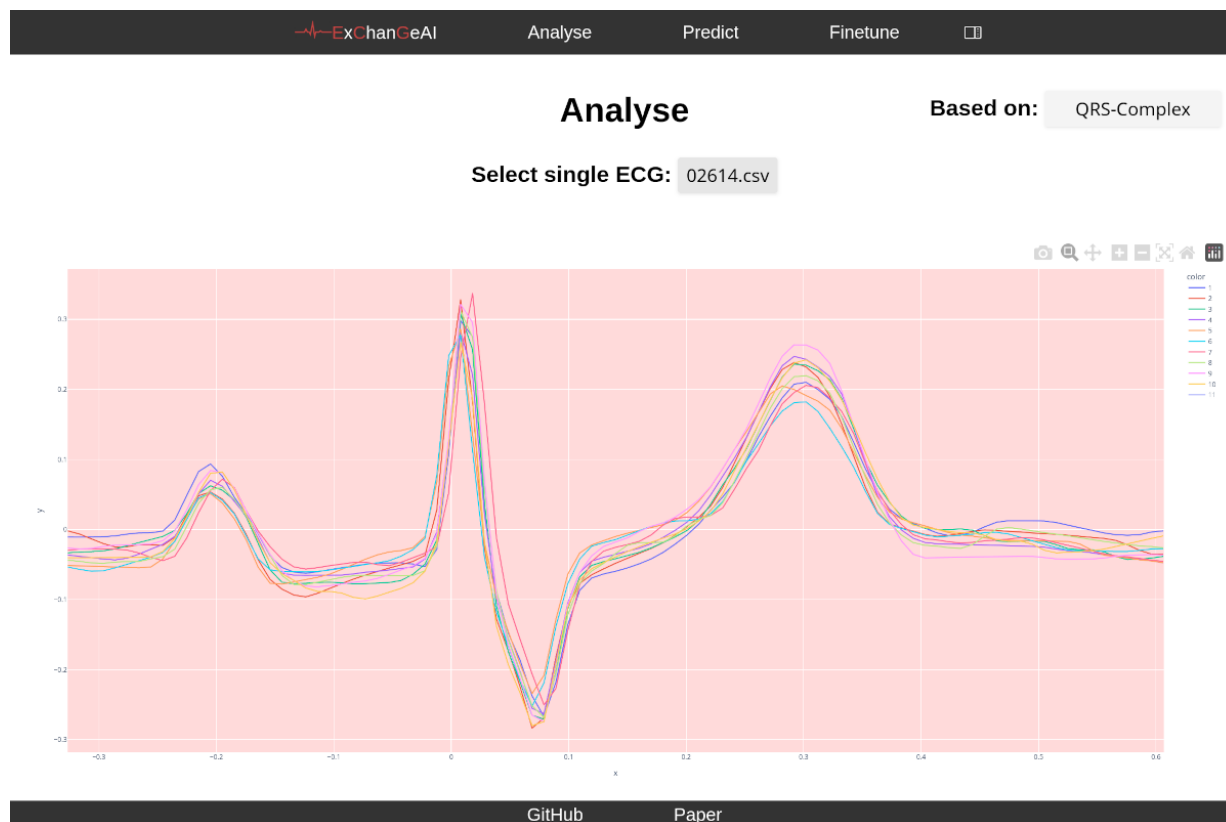 ExChanGeAI Analyse Predict Finetune
Analyse
Based on: QRS-Complex
Select single ECG: 02614.csv
color
1
2
3
4
5
6
7
8
9
10
11
0.3
0.2
0.1
0
−0.1
−0.2
−0.3
y
−0.3 −0.2 −0.1 0 0.1 0.2 0.3 0.4 0.5 0.6
x
GitHub Paper